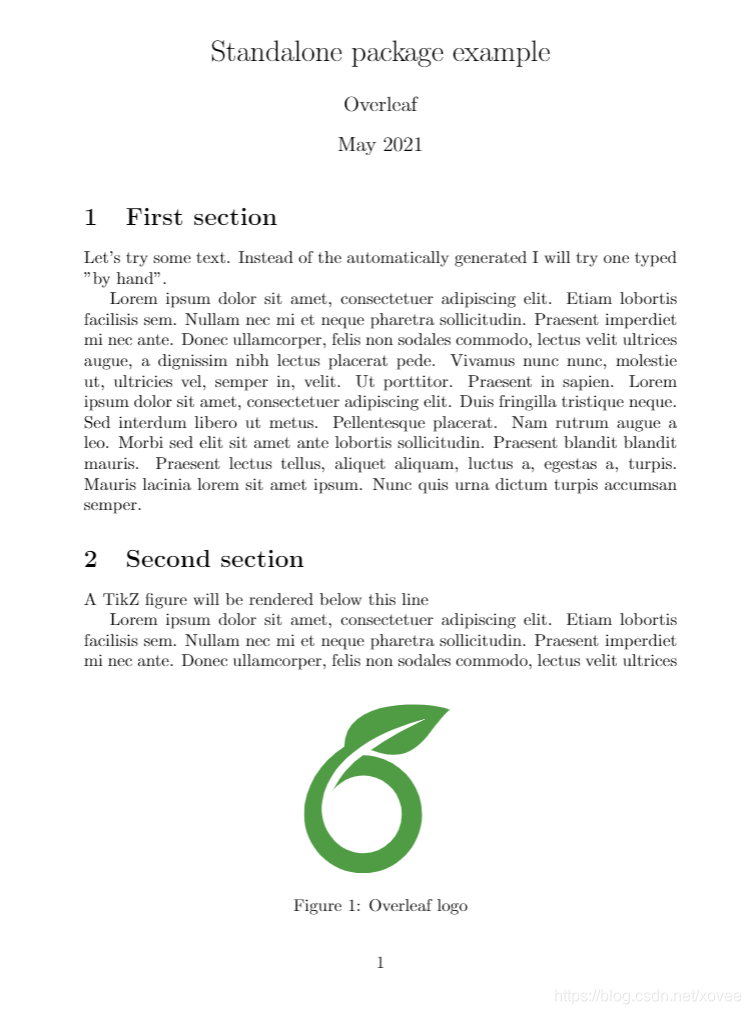 Standalone package example
Overleaf
May 2021
1 First section
Let's try some text. Instead of the automatically generated I will try one typed
"by hand".
Lorem ipsum dolor sit amet, consectetuer adipiscing elit. Etiam lobortis
facilisis sem. Nullam nec mi et neque pharetra sollicitudin. Praesent imperdiet
mi nec ante. Donec ullamcorper, felis non sodales commodo, lectus velit ultrices
augue, a dignissim nibh lectus placerat pede. Vivamus nunc nunc, molestie
ut, ultricies vel, semper in, velit. Ut porttitor. Praesent in sapien. Lorem
ipsum dolor sit amet, consectetuer adipiscing elit. Duis fringilla tristique neque.
Sed interdum libero ut metus. Pellentesque placerat. Nam rutrum augue a
leo. Morbi sed elit sit amet ante lobortis sollicitudin. Praesent blandit blandit
mauris. Praesent lectus tellus, aliquet aliquam, luctus a, egestas a, turpis.
Mauris lacinia lorem sit amet ipsum. Nunc quis urna dictum turpis accumsan
semper.
2 Second section
A TikZ figure will be rendered below this line
Lorem ipsum dolor sit amet, consectetuer adipiscing elit. Etiam lobortis
facilisis sem. Nullam nec mi et neque pharetra sollicitudin. Praesent imperdiet
mi nec ante. Donec ullamcorper, felis non sodales commodo, lectus velit ultrices
Figure 1: Overleaf logo
1
https://blog.csdn.net/xovee